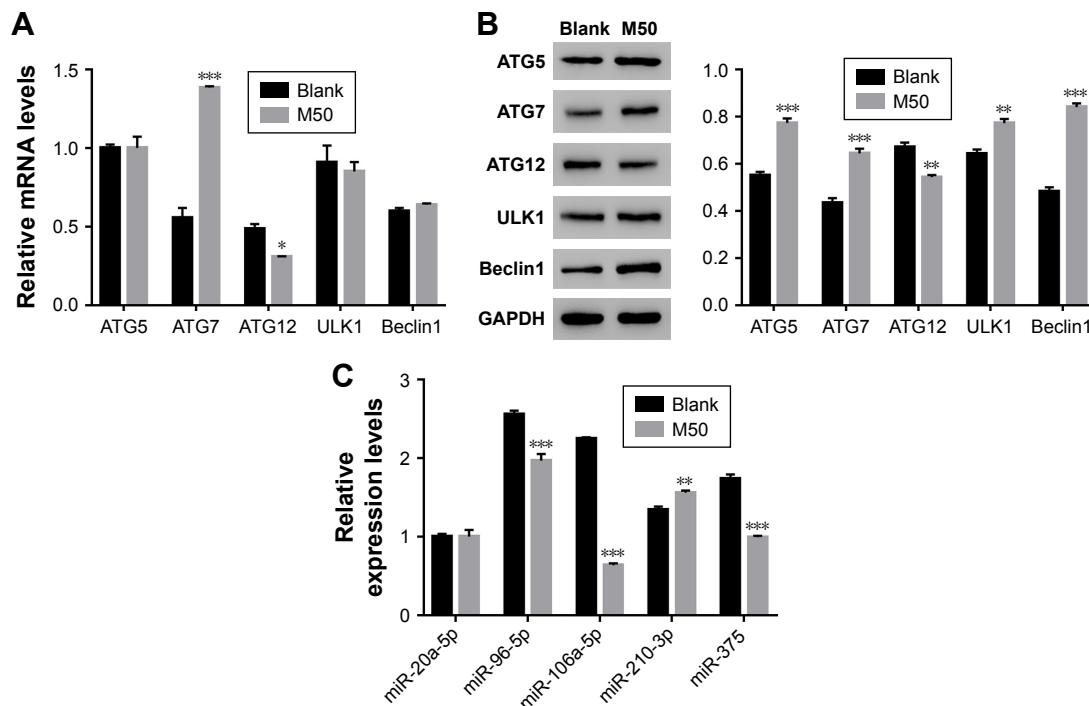 A
Relative mRNA levels
1.5
1.0
0.5
0.0
***
*
Blank
M50
ATG5 ATG7 ATG12 ULK1 Beclin1
B
Blank M50
ATG5
ATG7
ATG12
ULK1
Beclin1
GAPDH
1.0
0.8
0.6
0.4
0.2
0.0
Blank
M50
*** *** ** ** ***
ATG5 ATG7 ATG12 ULK1 Beclin1
C
Relative
expression levels
3
2
1
0
Blank
M50
*** *** ** ***
miR-20a-5p
miR-96-5p
miR-106a-5p
miR-210-3p
miR-375